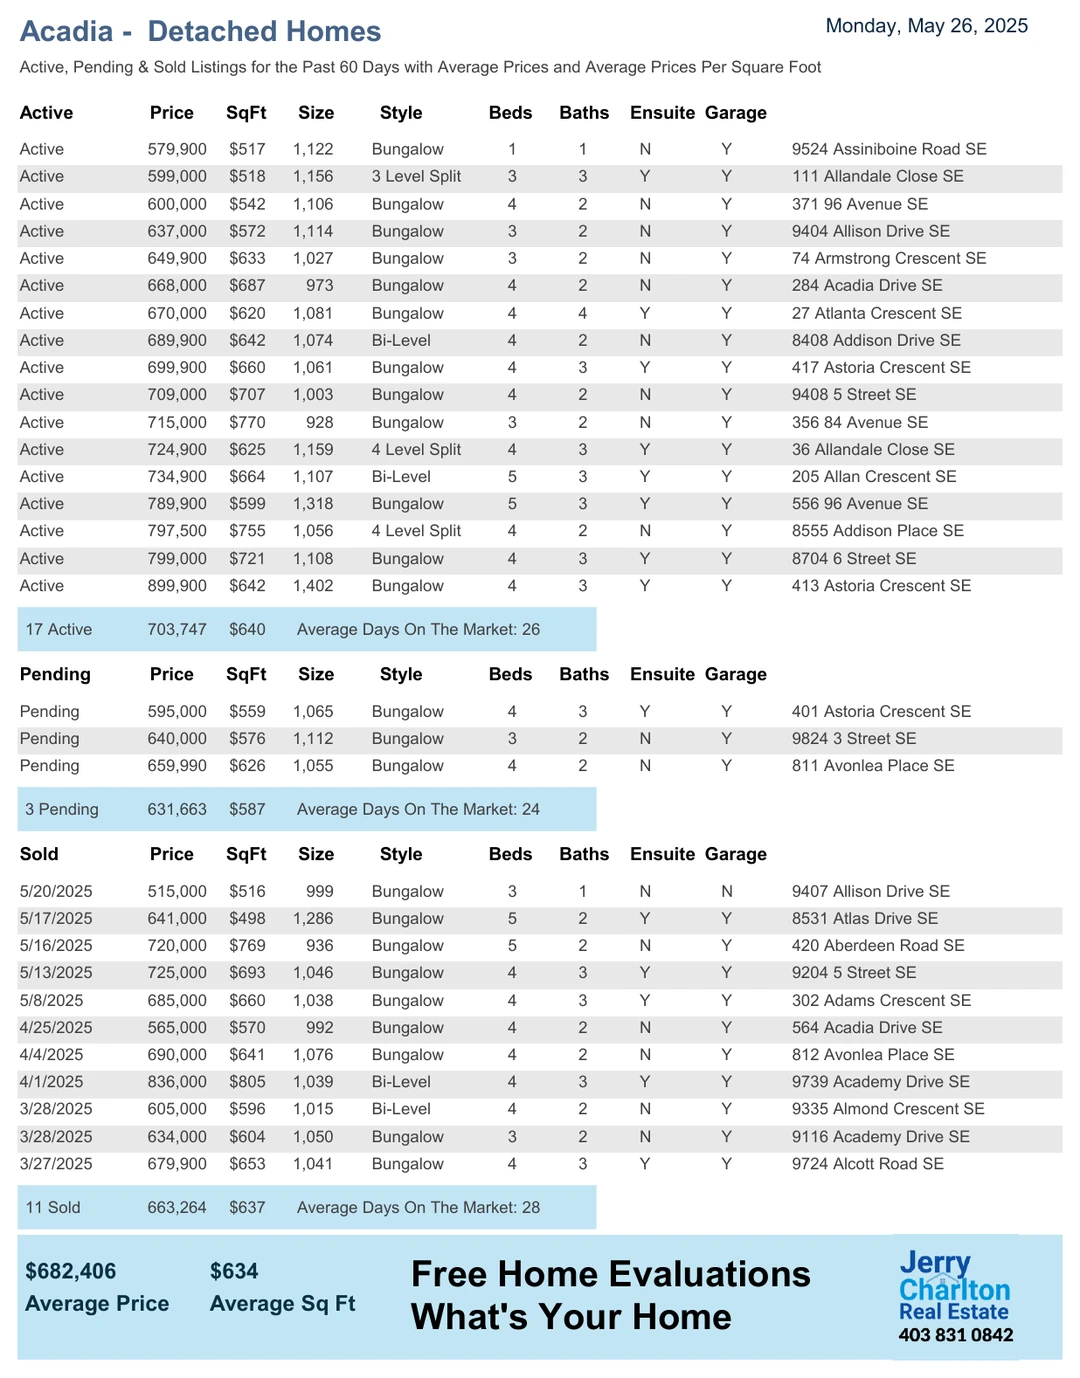 Acadia - Detached Homes
Monday, May 26, 2025
Active, Pending & Sold Listings for the Past 60 Days with Average Prices and Average Prices Per Square Foot
Active Price SqFt Size Style Beds Baths Ensuite Garage
Active 579,900 $517 1,122 Bungalow 1 1 N Y 9524 Assiniboine Road SE
Active 599,000 $518 1,156 3 Level Split 3 3 Y Y 111 Allandale Close SE
Active 600,000 $542 1,106 Bungalow 4 2 N Y 371 96 Avenue SE
Active 637,000 $572 1,114 Bungalow 3 2 N Y 9404 Allison Drive SE
Active 649,900 $633 1,027 Bungalow 3 2 N Y 74 Armstrong Crescent SE
Active 668,000 $687 973 Bungalow 4 2 N Y 284 Acadia Drive SE
Active 670,000 $620 1,081 Bungalow 4 4 Y Y 27 Atlanta Crescent SE
Active 689,900 $642 1,074 Bi-Level 4 2 N Y 8408 Addison Drive SE
Active 699,900 $660 1,061 Bungalow 4 3 Y Y 417 Astoria Crescent SE
Active 709,000 $707 1,003 Bungalow 4 2 N Y 9408 5 Street SE
Active 715,000 $770 928 Bungalow 3 2 N Y 356 84 Avenue SE
Active 724,900 $625 1,159 4 Level Split 4 3 Y Y 36 Allandale Close SE
Active 734,900 $664 1,107 Bi-Level 5 3 Y Y 205 Allan Crescent SE
Active 789,900 $599 1,318 Bungalow 5 3 Y Y 556 96 Avenue SE
Active 797,500 $755 1,056 4 Level Split 4 2 N Y 8555 Addison Place SE
Active 799,000 $721 1,108 Bungalow 4 3 Y Y 8704 6 Street SE
Active 899,900 $642 1,402 Bungalow 4 3 Y Y 413 Astoria Crescent SE
17 Active 703,747 $640 Average Days On The Market: 26
Pending Price SqFt Size Style Beds Baths Ensuite Garage
Pending 595,000 $559 1,065 Bungalow 4 3 Y Y 401 Astoria Crescent SE
Pending 640,000 $576 1,112 Bungalow 3 2 N Y 9824 3 Street SE
Pending 659,990 $626 1,055 Bungalow 4 2 N Y 811 Avonlea Place SE
3 Pending 631,663 $587 Average Days On The Market: 24
Sold Price SqFt Size Style Beds Baths Ensuite Garage
5/20/2025 515,000 $516 999 Bungalow 3 1 N N 9407 Allison Drive SE
5/17/2025 641,000 $498 1,286 Bungalow 5 2 Y Y 8531 Atlas Drive SE
5/16/2025 720,000 $769 936 Bungalow 5 2 N Y 420 Aberdeen Road SE
5/13/2025 725,000 $693 1,046 Bungalow 4 3 Y Y 9204 5 Street SE
5/8/2025 685,000 $660 1,038 Bungalow 4 3 Y Y 302 Adams Crescent SE
4/25/2025 565,000 $570 992 Bungalow 4 2 N Y 564 Acadia Drive SE
4/4/2025 690,000 $641 1,076 Bungalow 4 2 N Y 812 Avonlea Place SE
4/1/2025 836,000 $805 1,039 Bi-Level 4 3 Y Y 9739 Academy Drive SE
3/28/2025 605,000 $596 1,015 Bi-Level 4 2 N Y 9335 Almond Crescent SE
3/28/2025 634,000 $604 1,050 Bungalow 3 2 N Y 9116 Academy Drive SE
3/27/2025 679,900 $653 1,041 Bungalow 4 3 Y Y 9724 Alcott Road SE
11 Sold 663,264 $637 Average Days On The Market: 28
$682,406 $634
Average Price Average Sq Ft
Free Home Evaluations
What's Your Home
Jerry
Charlton
Real Estate
403 831 0842